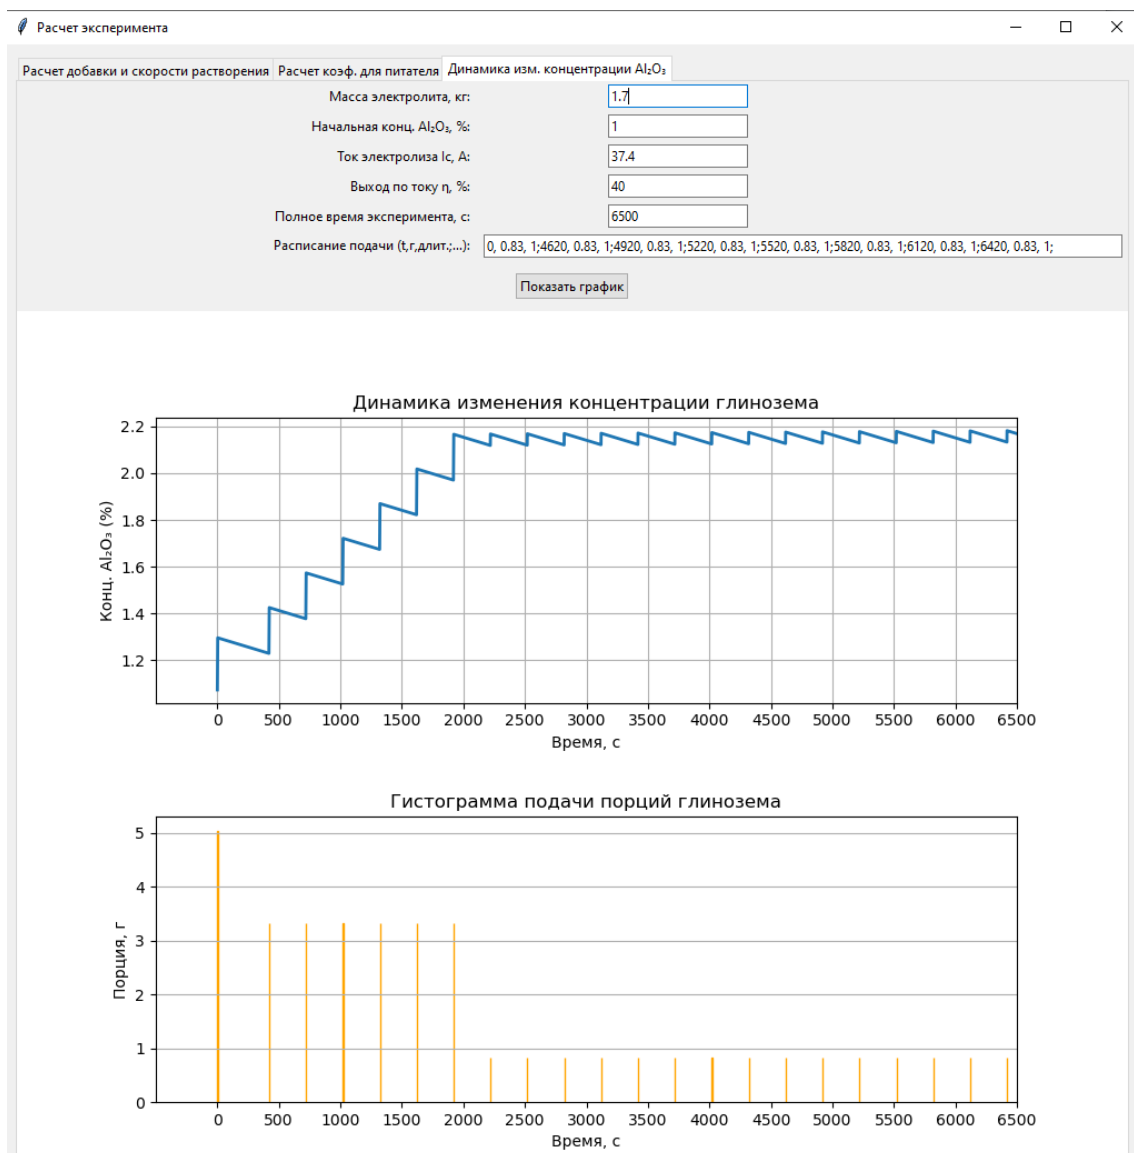 Расчет эксперимента
Расчет добавки и скорости растворения Расчет коэф. для питателя Динамика изм. концентрации Al₂O₃
Масса электролита, кг: 1.7
Начальная конц. Al₂O₃, %: 1
Ток электролиза Ic, А: 37.4
Выход по току η, %: 40
Полное время эксперимента, с: 6500
Расписание подачи (t,г,длит.;...): 0, 0.83, 1;4620, 0.83, 1;4920, 0.83, 1;5220, 0.83, 1;5520, 0.83, 1;5820, 0.83, 1;6120, 0.83, 1;6420, 0.83, 1;
Показать график
Динамика изменения концентрации глинозема
Конц. Al₂O₃ (%)
2.2
2.0
1.8
1.6
1.4
1.2
0 500 1000 1500 2000 2500 3000 3500 4000 4500 5000 5500 6000 6500
Время, с
Гистограмма подачи порций глинозема
Порция, г
5
4
3
2
1
0
0 500 1000 1500 2000 2500 3000 3500 4000 4500 5000 5500 6000 6500
Время, с